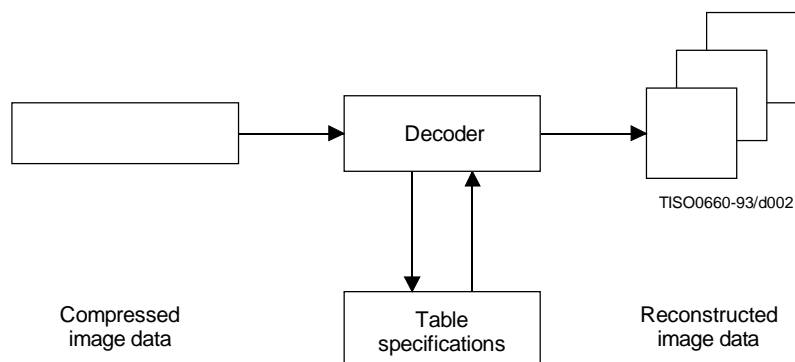 Decoder
TISO0660-93/d002
Compressed
image data
Table
specifications
Reconstructed
image data